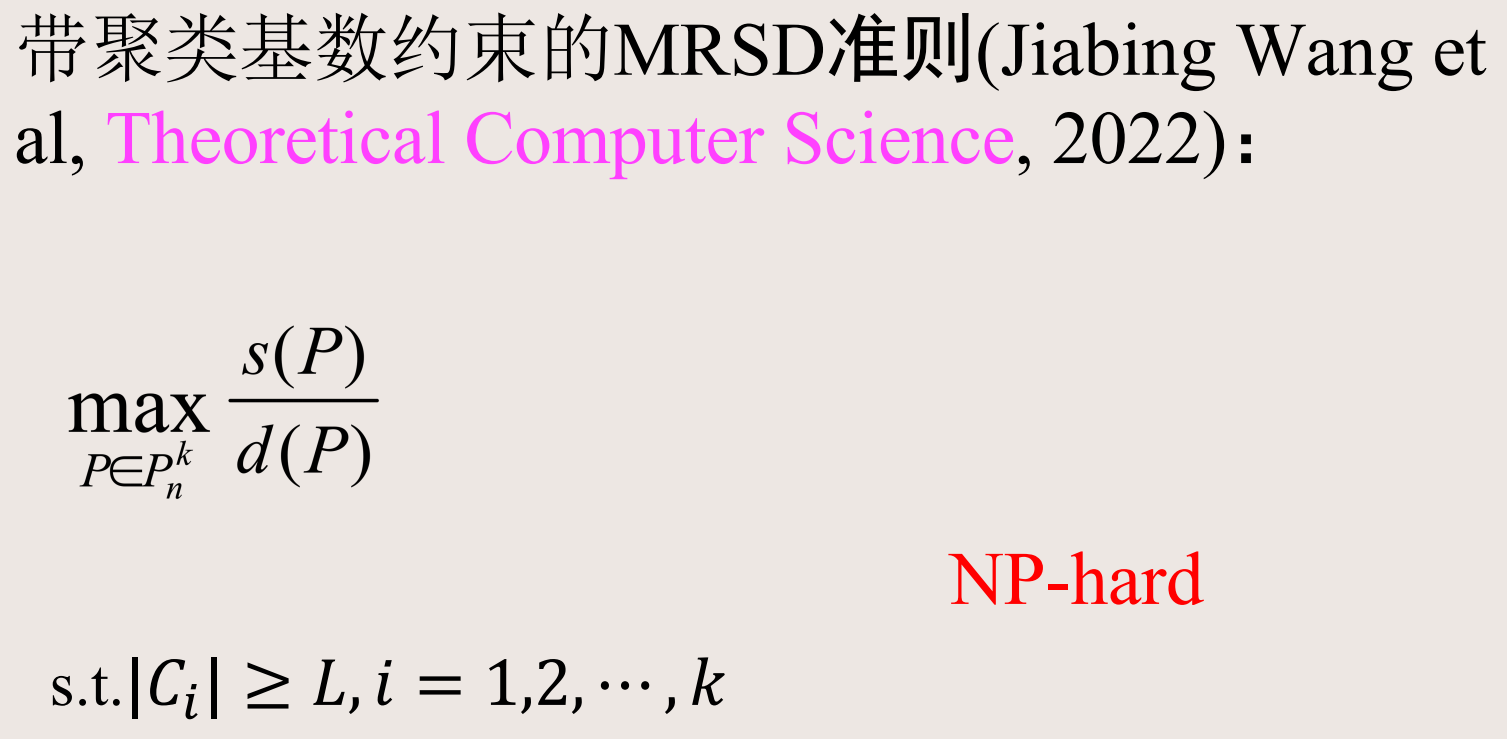 带聚类基数约束的MRSD准则(Jiabing Wang et
al, Theoretical Computer Science, 2022)：
max s(P)/d(P)
P∈P_n^k
NP-hard
s.t.|C_i| ≥ L, i = 1,2,⋯,k